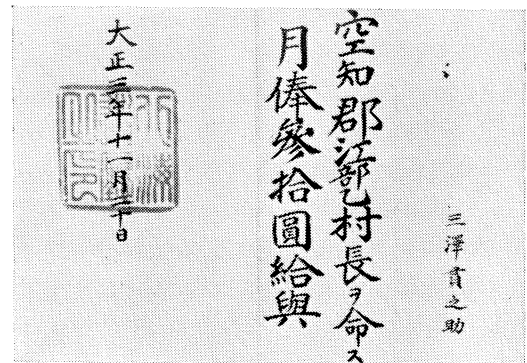 三澤貫之助
空知郡江部乙村長ヲ命ス
月俸參拾圓給與
大正三年十一月三十日